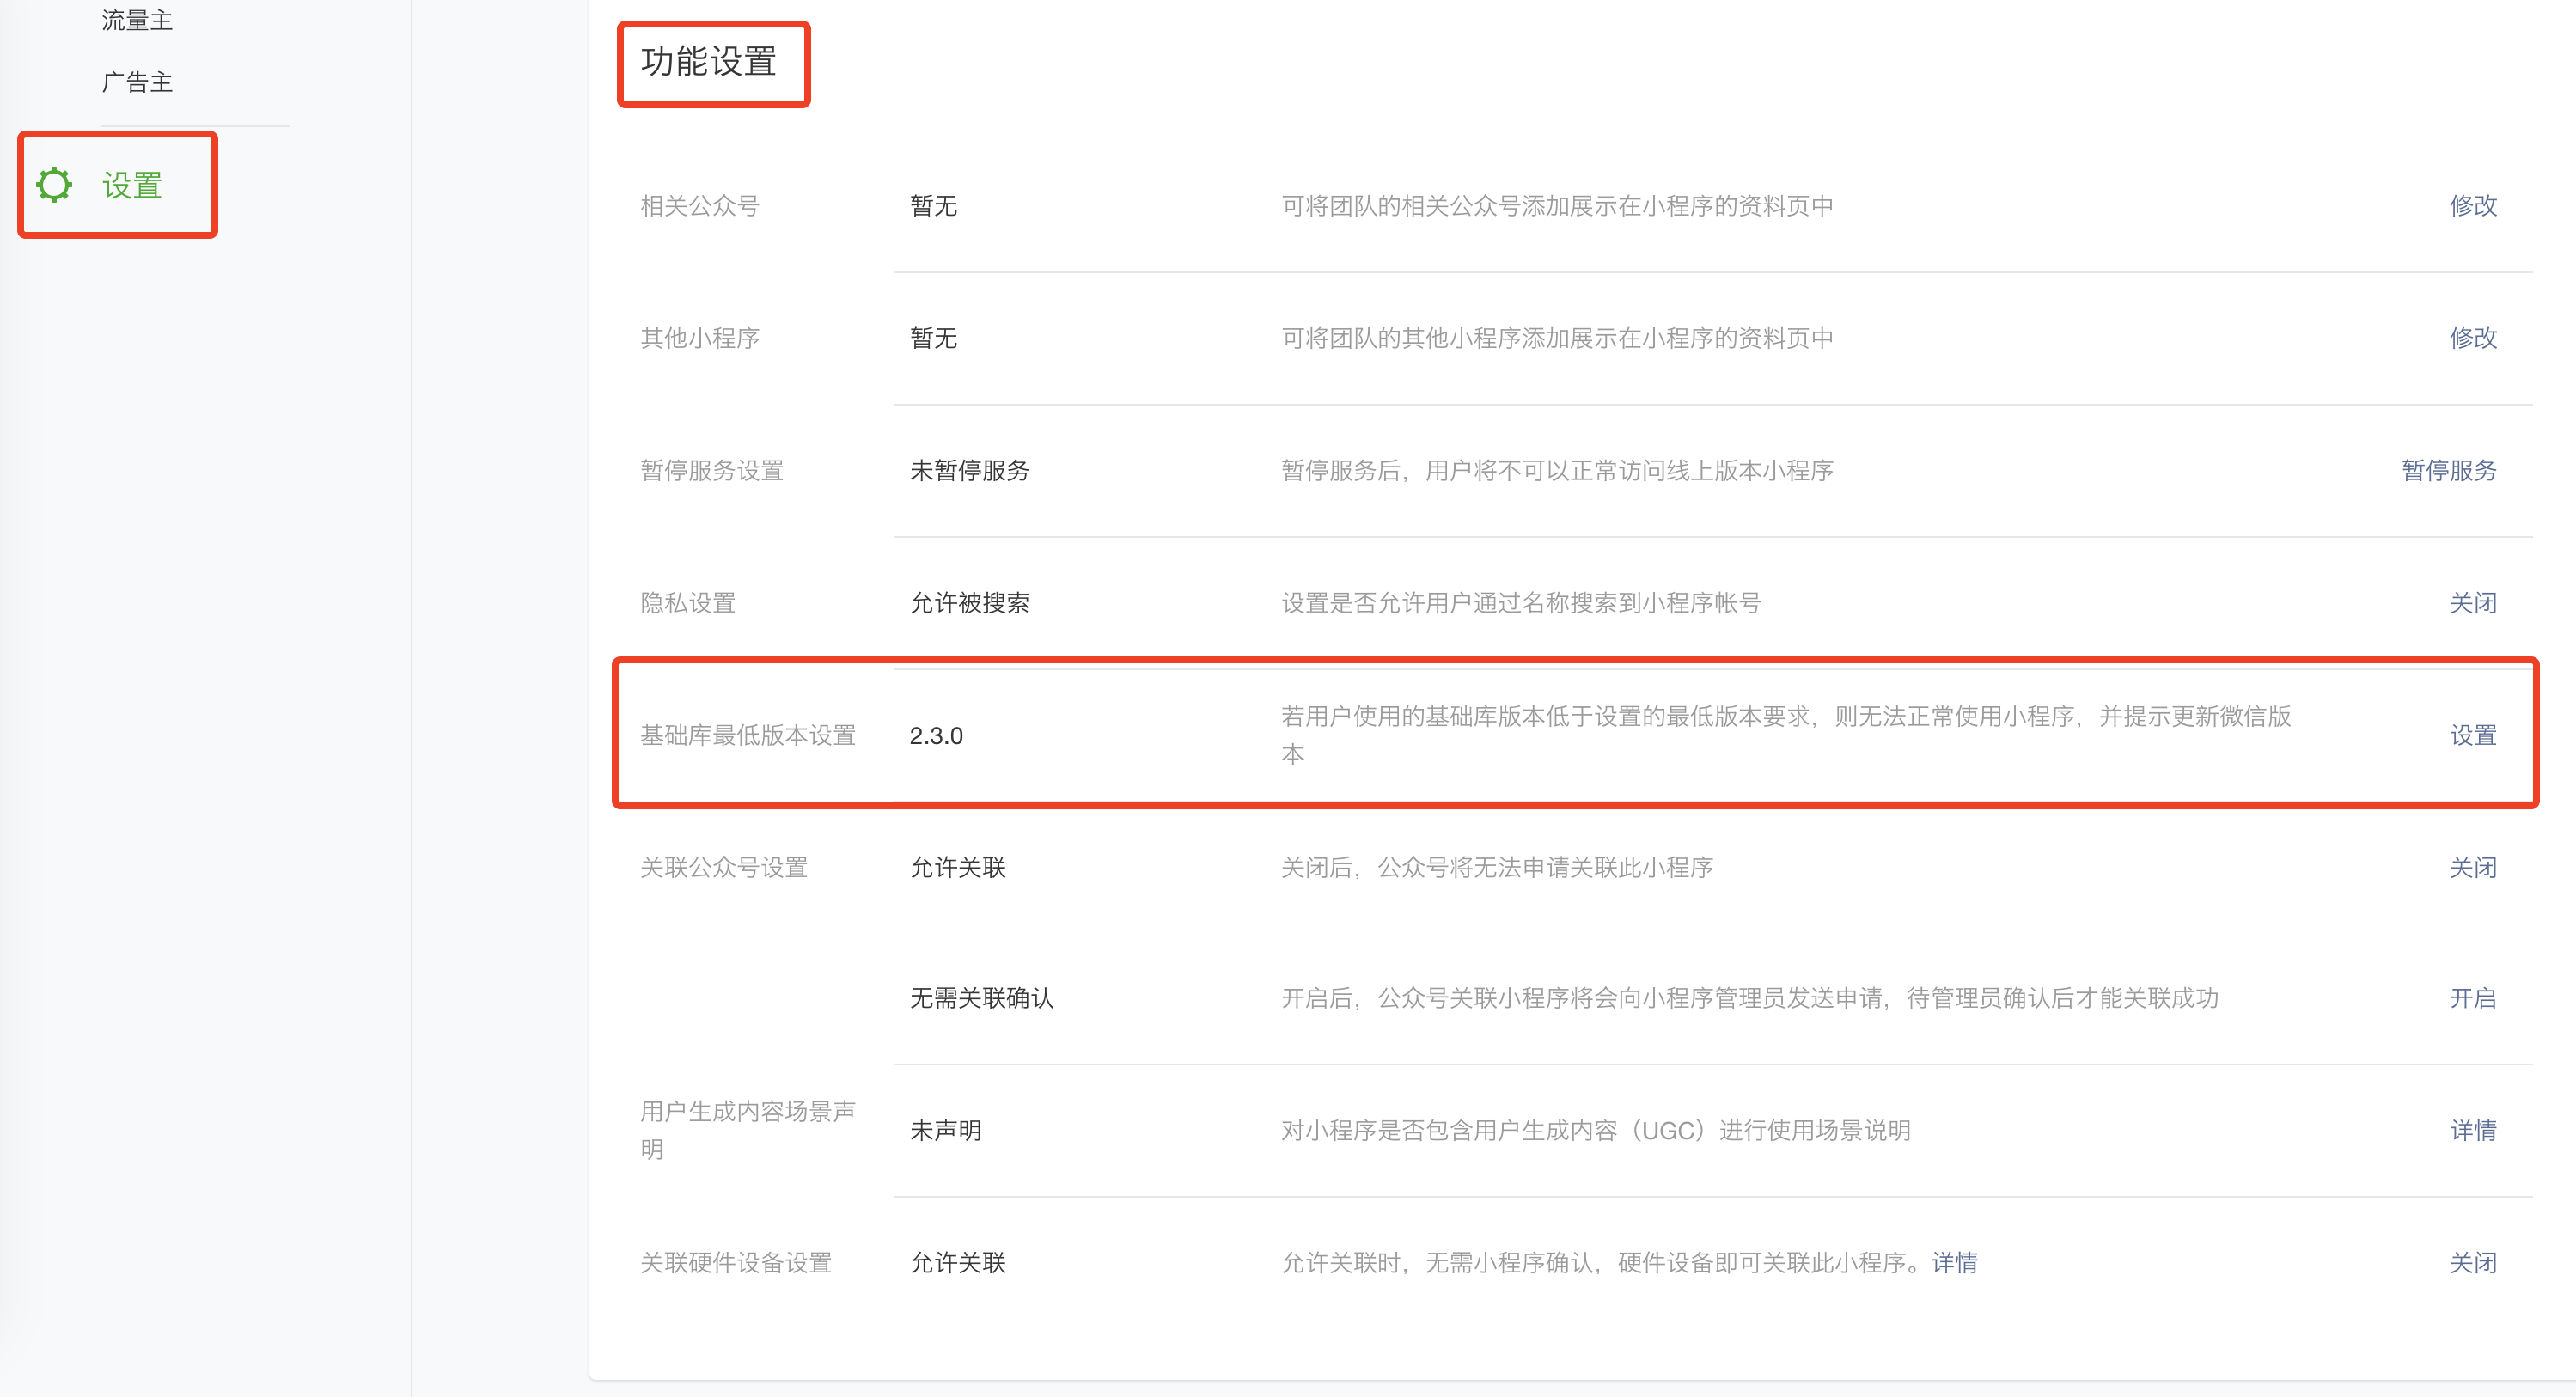 流量主
广告主
设置
功能设置
相关公众号 暂无 可将团队的相关公众号添加展示在小程序的资料页中 修改
其他小程序 暂无 可将团队的其他小程序添加展示在小程序的资料页中 修改
暂停服务设置 未暂停服务 暂停服务后，用户将不可以正常访问线上版本小程序 暂停服务
隐私设置 允许被搜索 设置是否允许用户通过名称搜索到小程序帐号 关闭
基础库最低版本设置 2.3.0 若用户使用的基础库版本低于设置的最低版本要求，则无法正常使用小程序，并提示更新微信版
本
设置
关联公众号设置 允许关联 关闭后，公众号将无法申请关联此小程序 关闭
无需关联确认 开启后，公众号关联小程序将会向小程序管理员发送申请，待管理员确认后才能关联成功 开启
用户生成内容场景声
明
未声明 对小程序是否包含用户生成内容（UGC）进行使用场景说明 详情
关联硬件设备设置 允许关联 允许关联时，无需小程序确认，硬件设备即可关联此小程序。详情 关闭